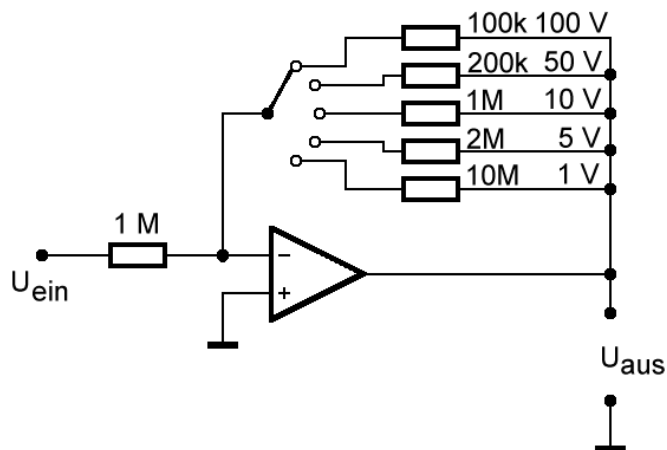 100k 100 V
200k 50 V
1M 10 V
2M 5 V
10M 1 V
1 M
U ein
−
+
U aus